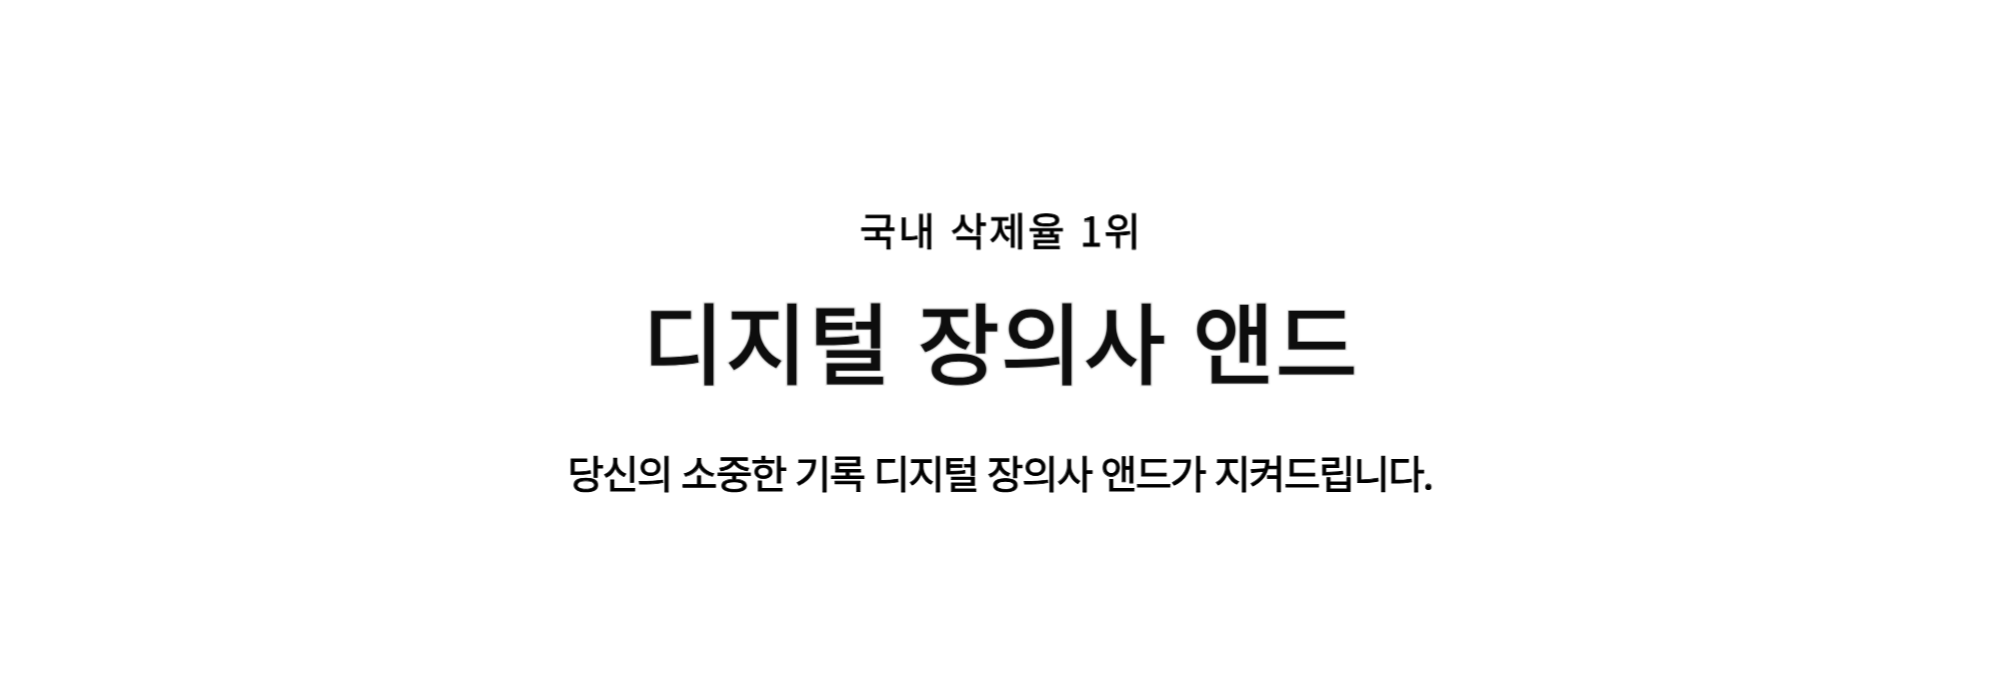 국내 삭제율 1위
디지털 장의사 앤드
당신의 소중한 기록 디지털 장의사 앤드가 지켜드립니다.